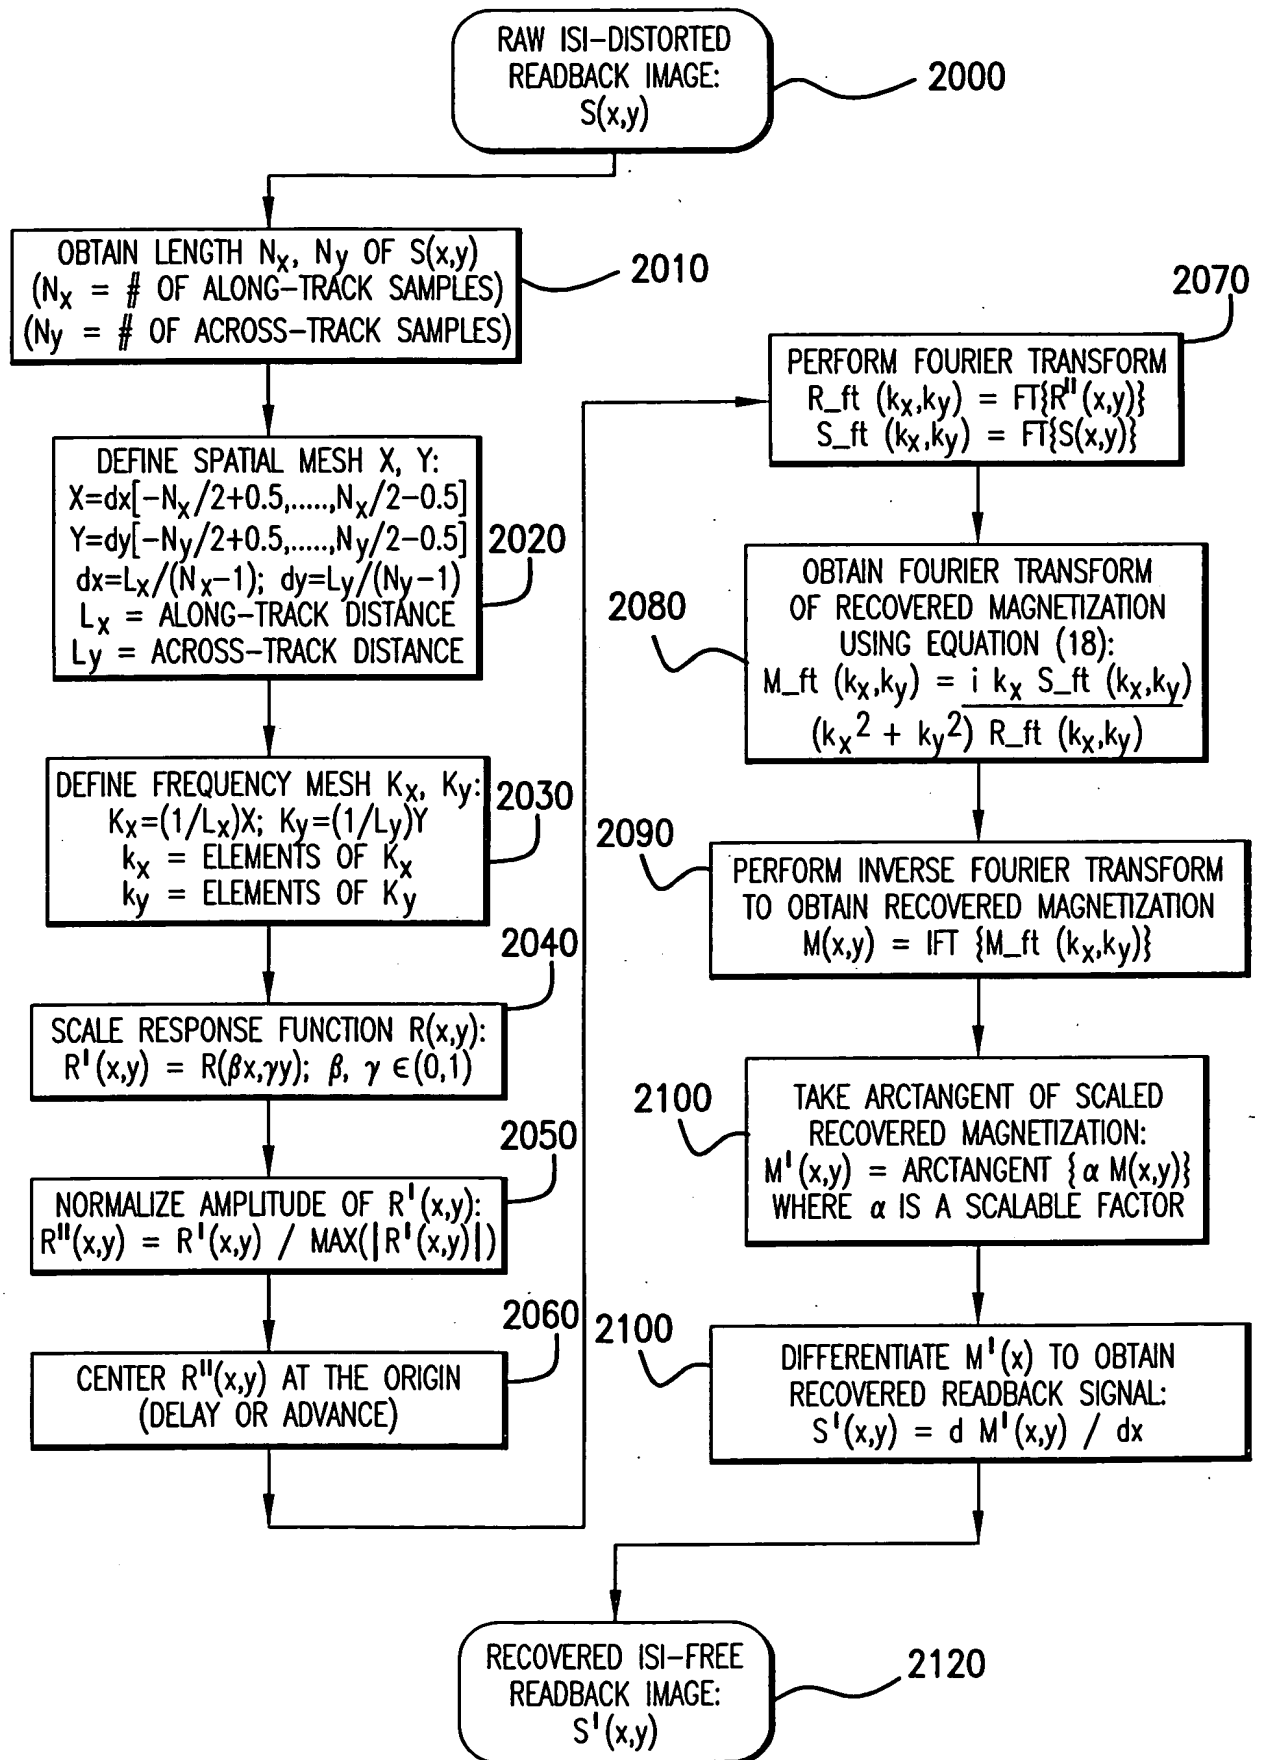 RAW ISI-DISTORTED
READBACK IMAGE:
S(x,y)
2000
OBTAIN LENGTH Nx, Ny OF S(x,y)
(Nx = # OF ALONG-TRACK SAMPLES)
(Ny = # OF ACROSS-TRACK SAMPLES)
2010
DEFINE SPATIAL MESH X, Y:
X=dx[-Nx/2+0.5,.....,Nx/2-0.5]
Y=dy[-Ny/2+0.5,.....,Ny/2-0.5]
dx=Lx/(Nx-1); dy=Ly/(Ny-1)
Lx = ALONG-TRACK DISTANCE
Ly = ACROSS-TRACK DISTANCE
2020
DEFINE FREQUENCY MESH Kx, Ky:
Kx=(1/Lx)X; Ky=(1/Ly)Y
kx = ELEMENTS OF Kx
ky = ELEMENTS OF Ky
2030
2040
SCALE RESPONSE FUNCTION R(x,y):
R'(x,y) = R(βx,γy); β, γ ∈(0,1)
2050
NORMALIZE AMPLITUDE OF R'(x,y):
R"(x,y) = R'(x,y) / MAX(|R'(x,y)|)
2060
CENTER R"(x,y) AT THE ORIGIN
(DELAY OR ADVANCE)
2070
PERFORM FOURIER TRANSFORM
R_ft (kx,ky) = FT{R"(x,y)}
S_ft (kx,ky) = FT{S(x,y)}
2080
OBTAIN FOURIER TRANSFORM
OF RECOVERED MAGNETIZATION
USING EQUATION (18):
M_ft (kx,ky) = i kx S_ft (kx,ky)
(kx² + ky²) R_ft (kx,ky)
2090
PERFORM INVERSE FOURIER TRANSFORM
TO OBTAIN RECOVERED MAGNETIZATION
M(x,y) = IFT {M_ft (kx,ky)}
2100
TAKE ARCTANGENT OF SCALED
RECOVERED MAGNETIZATION:
M'(x,y) = ARCTANGENT {α M(x,y)}
WHERE α IS A SCALABLE FACTOR
2100
DIFFERENTIATE M'(x) TO OBTAIN
RECOVERED READBACK SIGNAL:
S'(x,y) = d M'(x,y) / dx
RECOVERED ISI-FREE
READBACK IMAGE:
S'(x,y)
2120